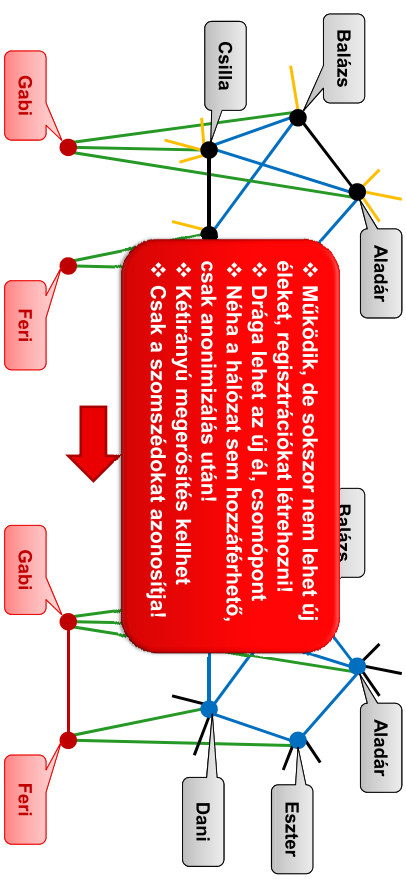 Gabi
Csilla
Balázs
Aladár
Feri
❖ Működik, de sokszor nem lehet új
éleket, regisztrációkat létrehozni!
❖ Drága lehet az új él, csomópont
❖ Néha a hálózat sem hozzáférhető,
csak anonimizálás után!
❖ Kétirányú megerősítés kellhet
❖ Csak a szomszédokat azonosítja!
Balázs
Gabi
Aladár
Feri
Dani
Eszter